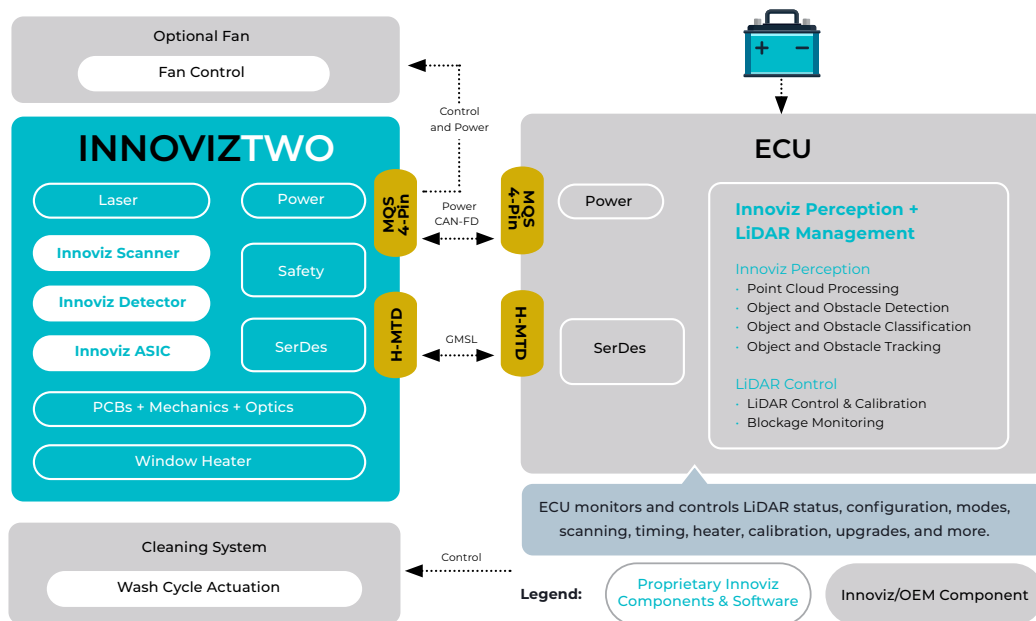 Optional Fan
Fan Control
Control
and Power
INNOVIZTWO
Laser
Power
Innoviz Scanner
Safety
Innoviz Detector
Innoviz ASIC
SerDes
PCBs + Mechanics + Optics
Window Heater
MQS
4-Pin
H-MTD
Power
CAN-FD
GMSL
MQS
4-Pin
H-MTD
+ −
ECU
Power
SerDes
Innoviz Perception +
LiDAR Management
Innoviz Perception
· Point Cloud Processing
· Object and Obstacle Detection
· Object and Obstacle Classification
· Object and Obstacle Tracking
LiDAR Control
· LiDAR Control & Calibration
· Blockage Monitoring
ECU monitors and controls LiDAR status, configuration, modes,
scanning, timing, heater, calibration, upgrades, and more.
Cleaning System
Wash Cycle Actuation
Control
Legend:
Proprietary Innoviz
Components & Software
Innoviz/OEM Component